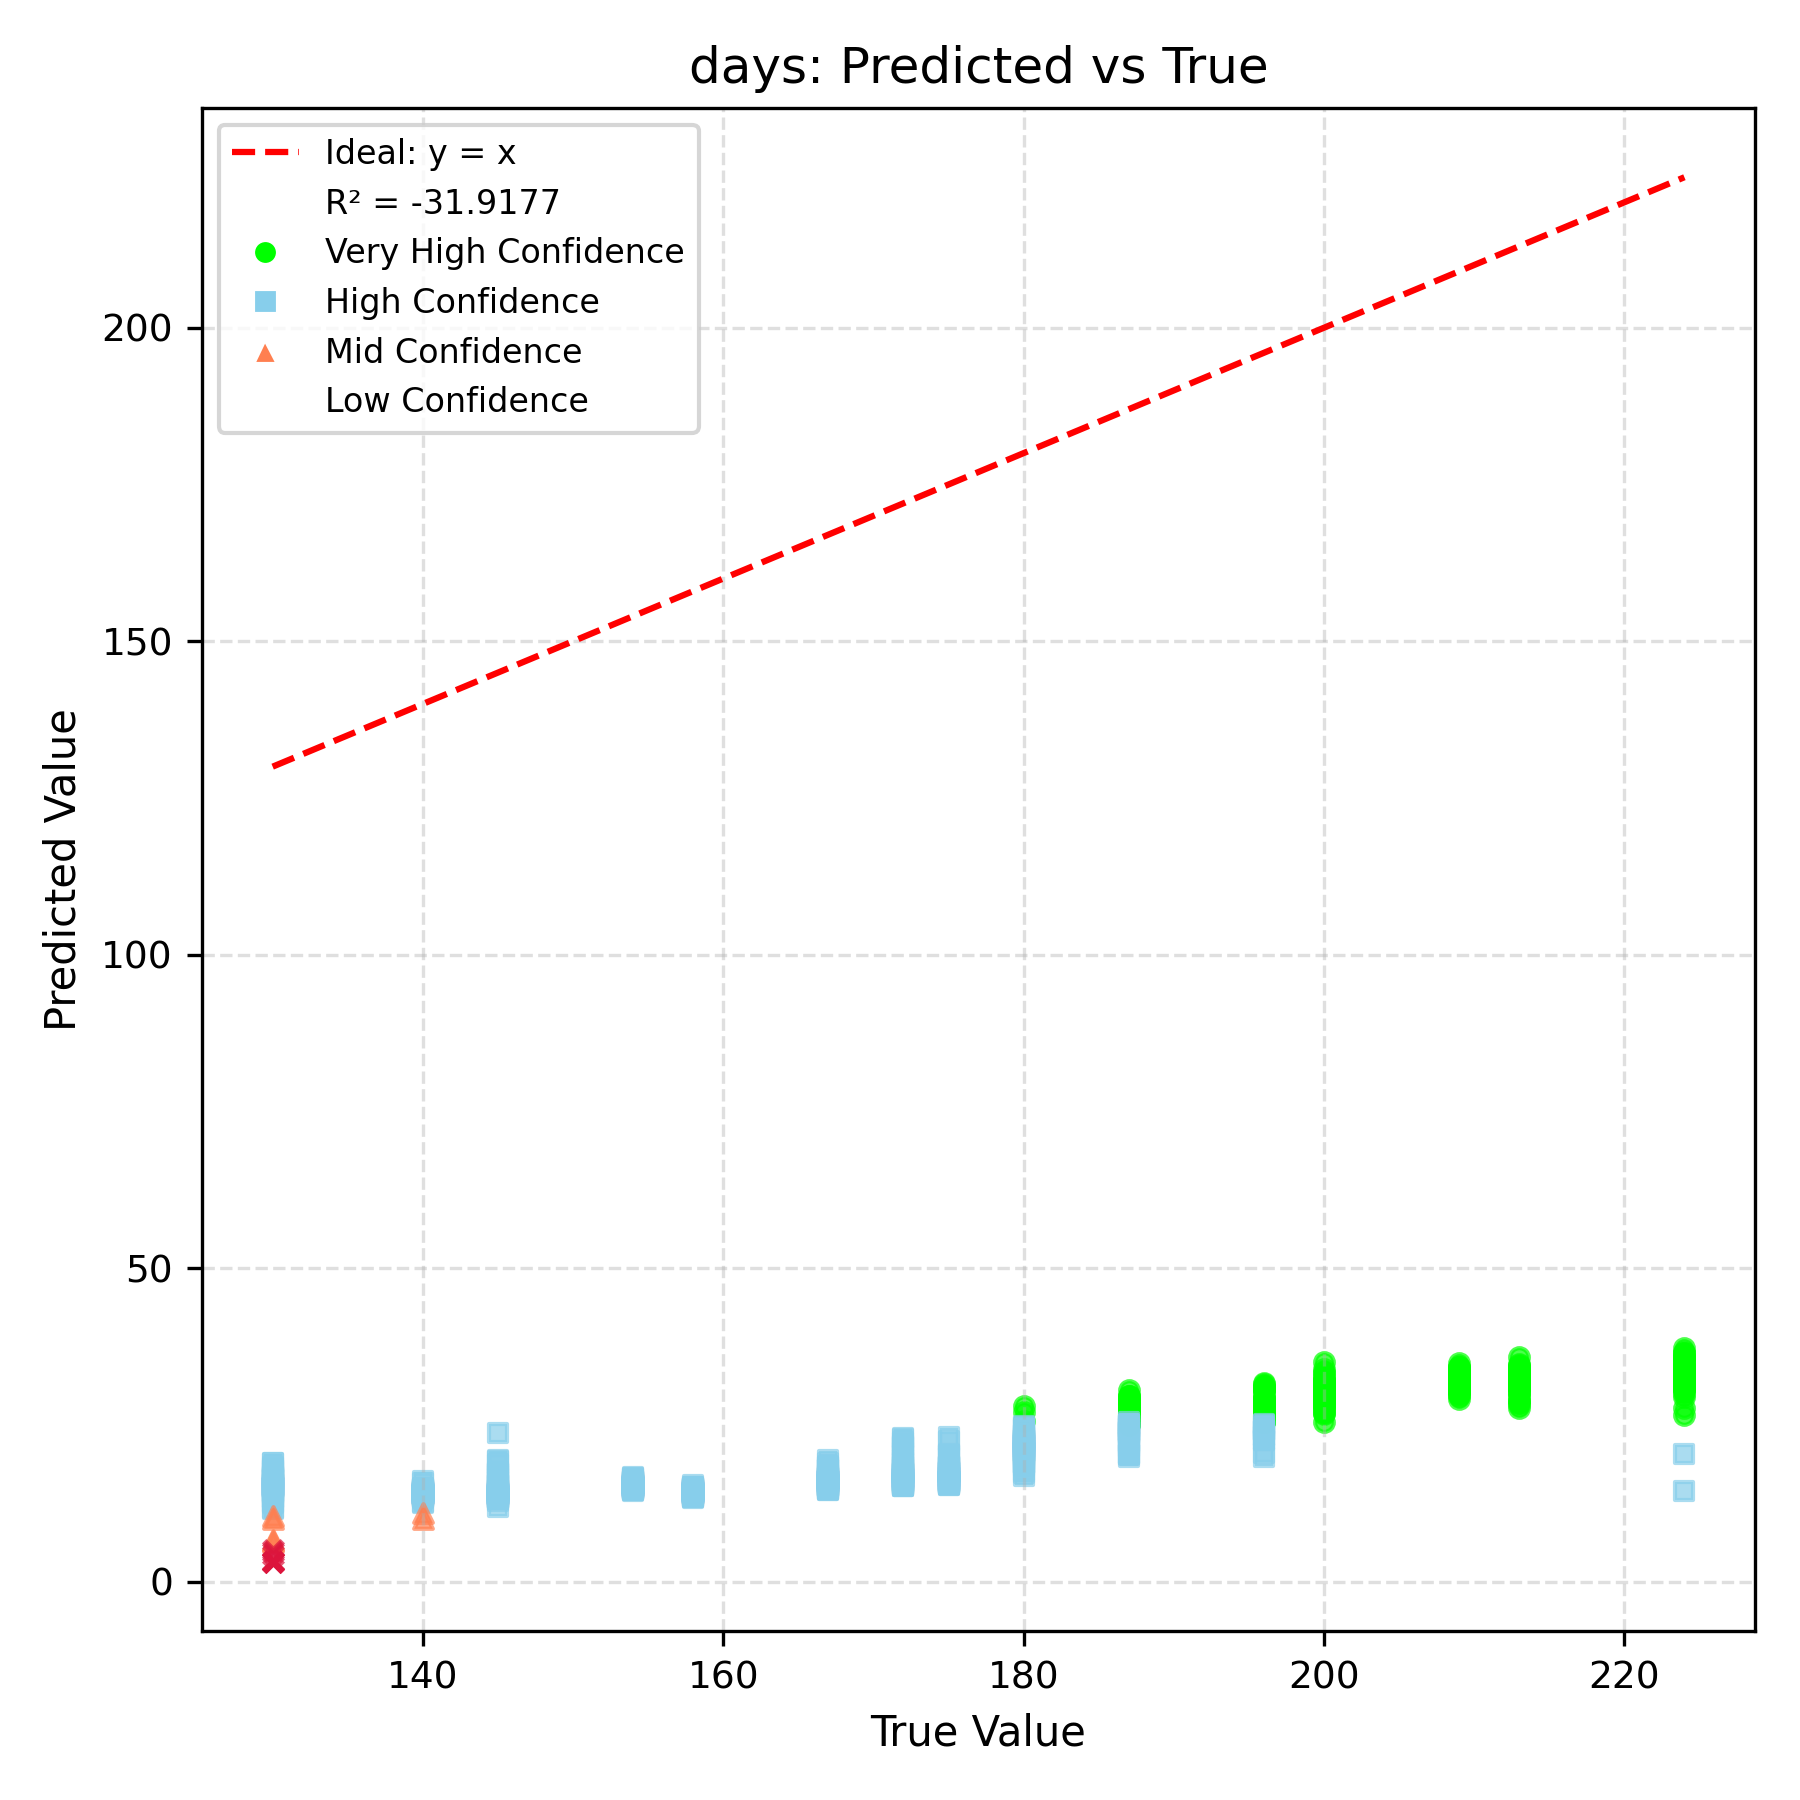 days: Predicted vs True
Ideal: y = x
R² = -31.9177
Very High Confidence
High Confidence
Mid Confidence
Low Confidence
Predicted Value
200
150
100
50
0
140 160 180 200 220
True Value